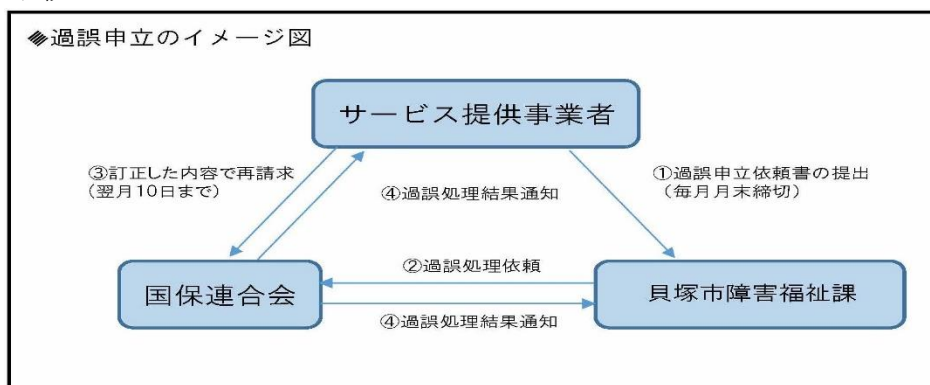 ◆過誤申立のイメージ図
サービス提供事業者
③訂正した内容で再請求
(翌月10日まで)
④過誤処理結果通知
①過誤申立依頼書の提出
(毎月月末締切)
②過誤処理依頼
国保連合会
貝塚市障害福祉課
④過誤処理結果通知